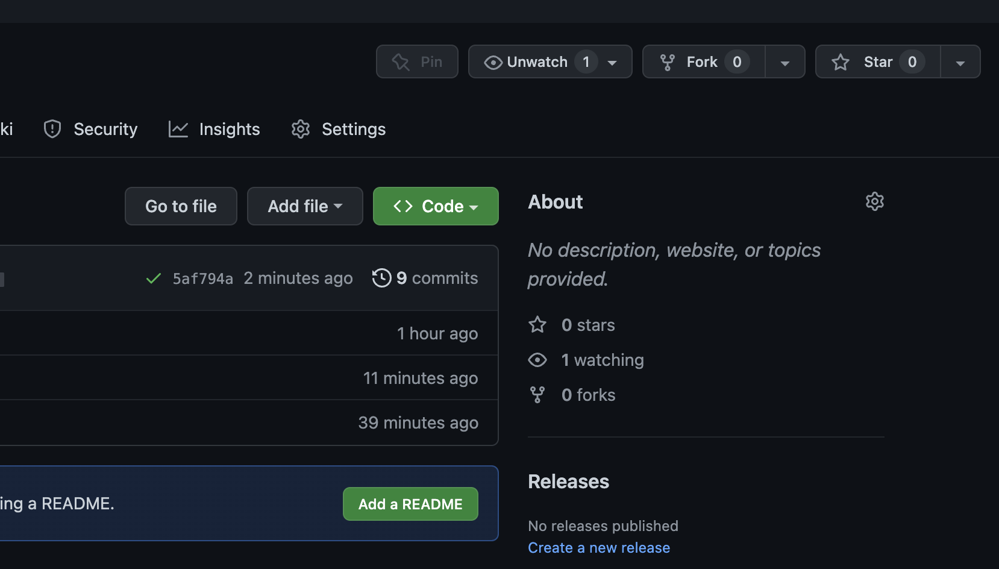 Pin Unwatch 1 Fork 0 Star 0
ki Security Insights Settings
Go to file Add file <> Code
5af794a 2 minutes ago 9 commits
1 hour ago
11 minutes ago
39 minutes ago
ing a README. Add a README
About
No description, website, or topics
provided.
0 stars
1 watching
0 forks
Releases
No releases published
Create a new release